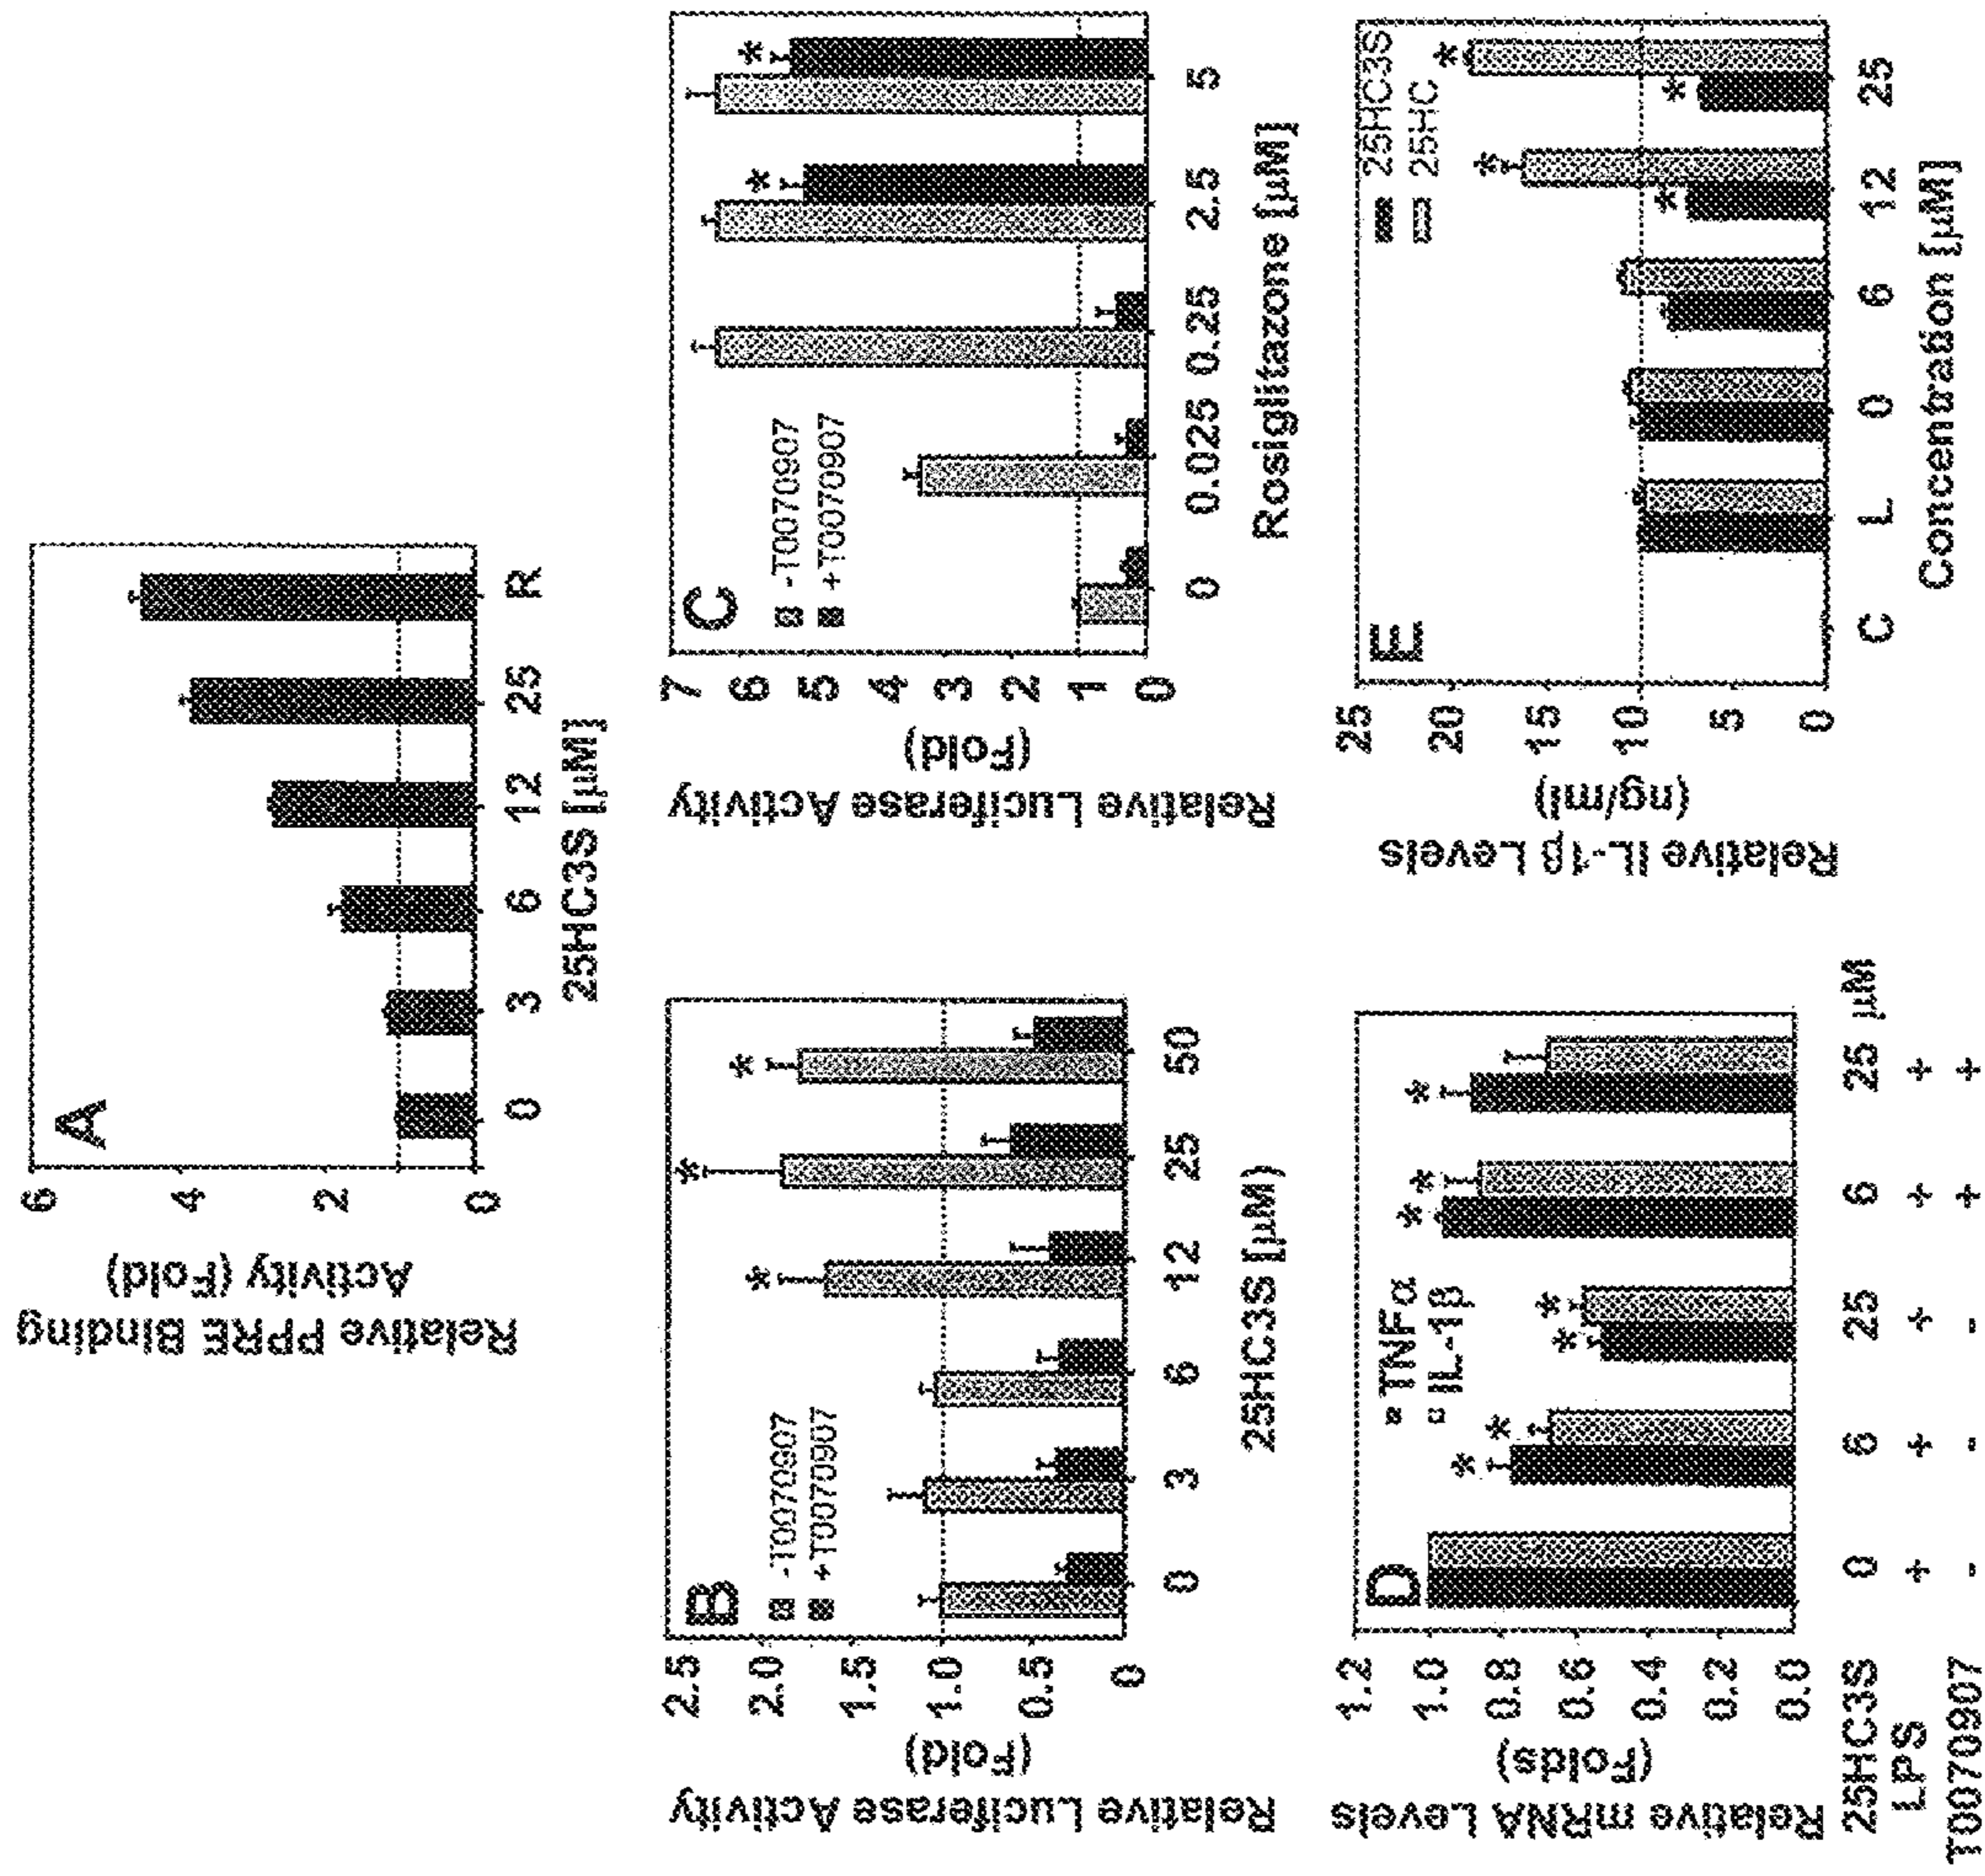 A
Relative PPRE Binding
Activity (Fold)
6
4
2
0
0 3 6 12 25 R
25HC3S [µM]
B
-T0070907
+T0070907
Relative Luciferase Activity
(Fold)
2.5
2.0
1.5
1.0
0.5
0
0 3 6 12 25 50
25HC3S [µM)
* * *
C
-T0070907
+T0070907
Relative Luciferase Activity
(Fold)
7
6
5
4
3
2
1
0
0 0.025 0.25 2.5 5
Rosiglitazone [µM]
* *
D
TNFα
IL-1β
Relative mRNA Levels
(Folds)
1.2
1.0
0.8
0.6
0.4
0.2
0.0
* * * * * * *
25HC3S 0 6 25 6 25 µM
LPS + + + + +
T0070907 - - - + +
E
25HC3S
25HC
Relative IL-1β Levels
(ng/ml)
25
20
15
10
5
0
* * * *
C L 0 6 12 25
Concentration [µM]